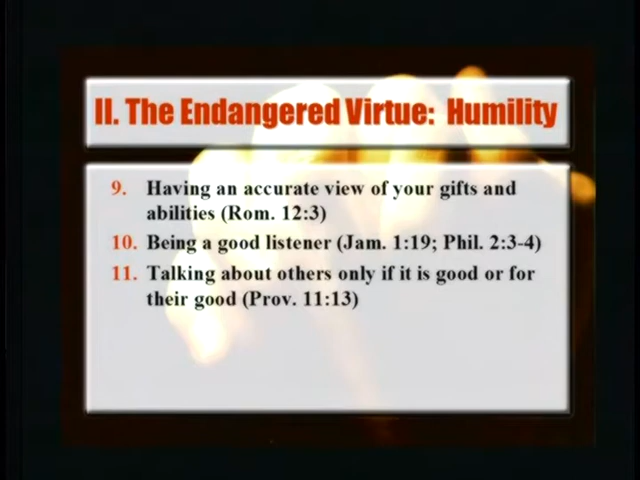 II. The Endangered Virtue: Humility
9. Having an accurate view of your gifts and
abilities (Rom. 12:3)
10. Being a good listener (Jam. 1:19; Phil. 2:3-4)
11. Talking about others only if it is good or for
their good (Prov. 11:13)